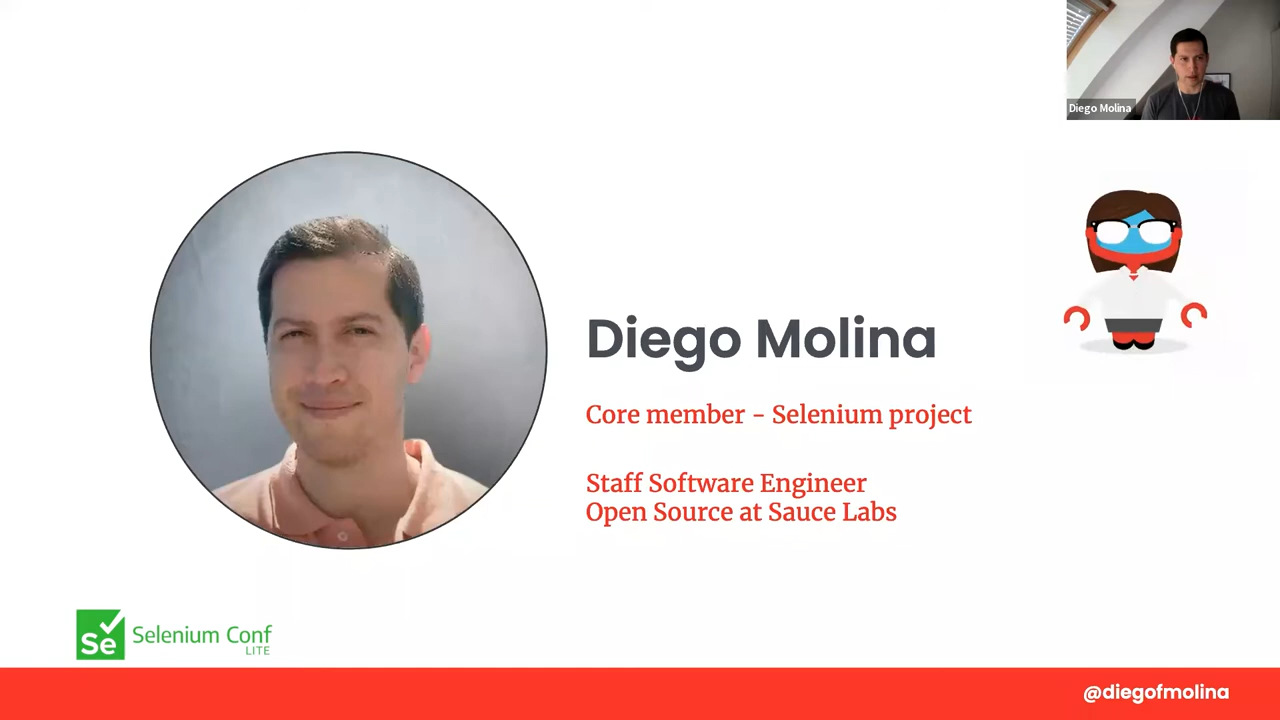 Diego Molina
Diego Molina
Core member - Selenium project
Staff Software Engineer
Open Source at Sauce Labs
Se
Selenium Conf
LITE
@diegofmolina